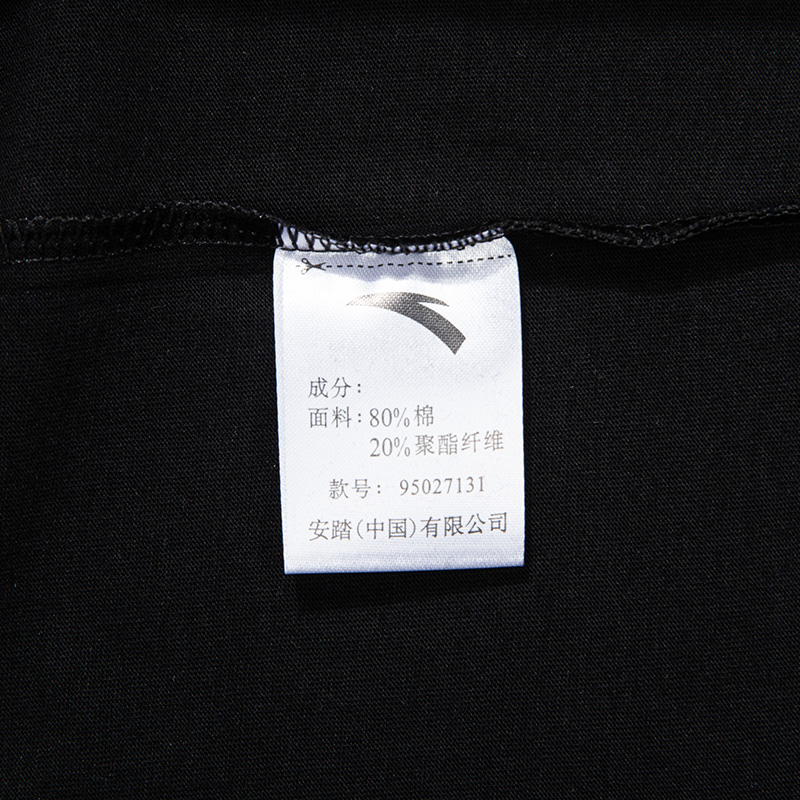 成分：
面料：80%棉
20%聚酯纤维
款号：95027131
安踏(中国)有限公司